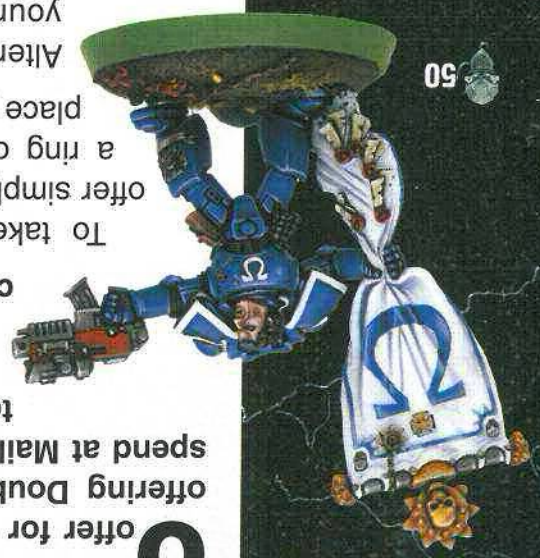 offer for
offering Doub
spend at Mail
To take
offer simpl
a ring o
place
Alter
your
50